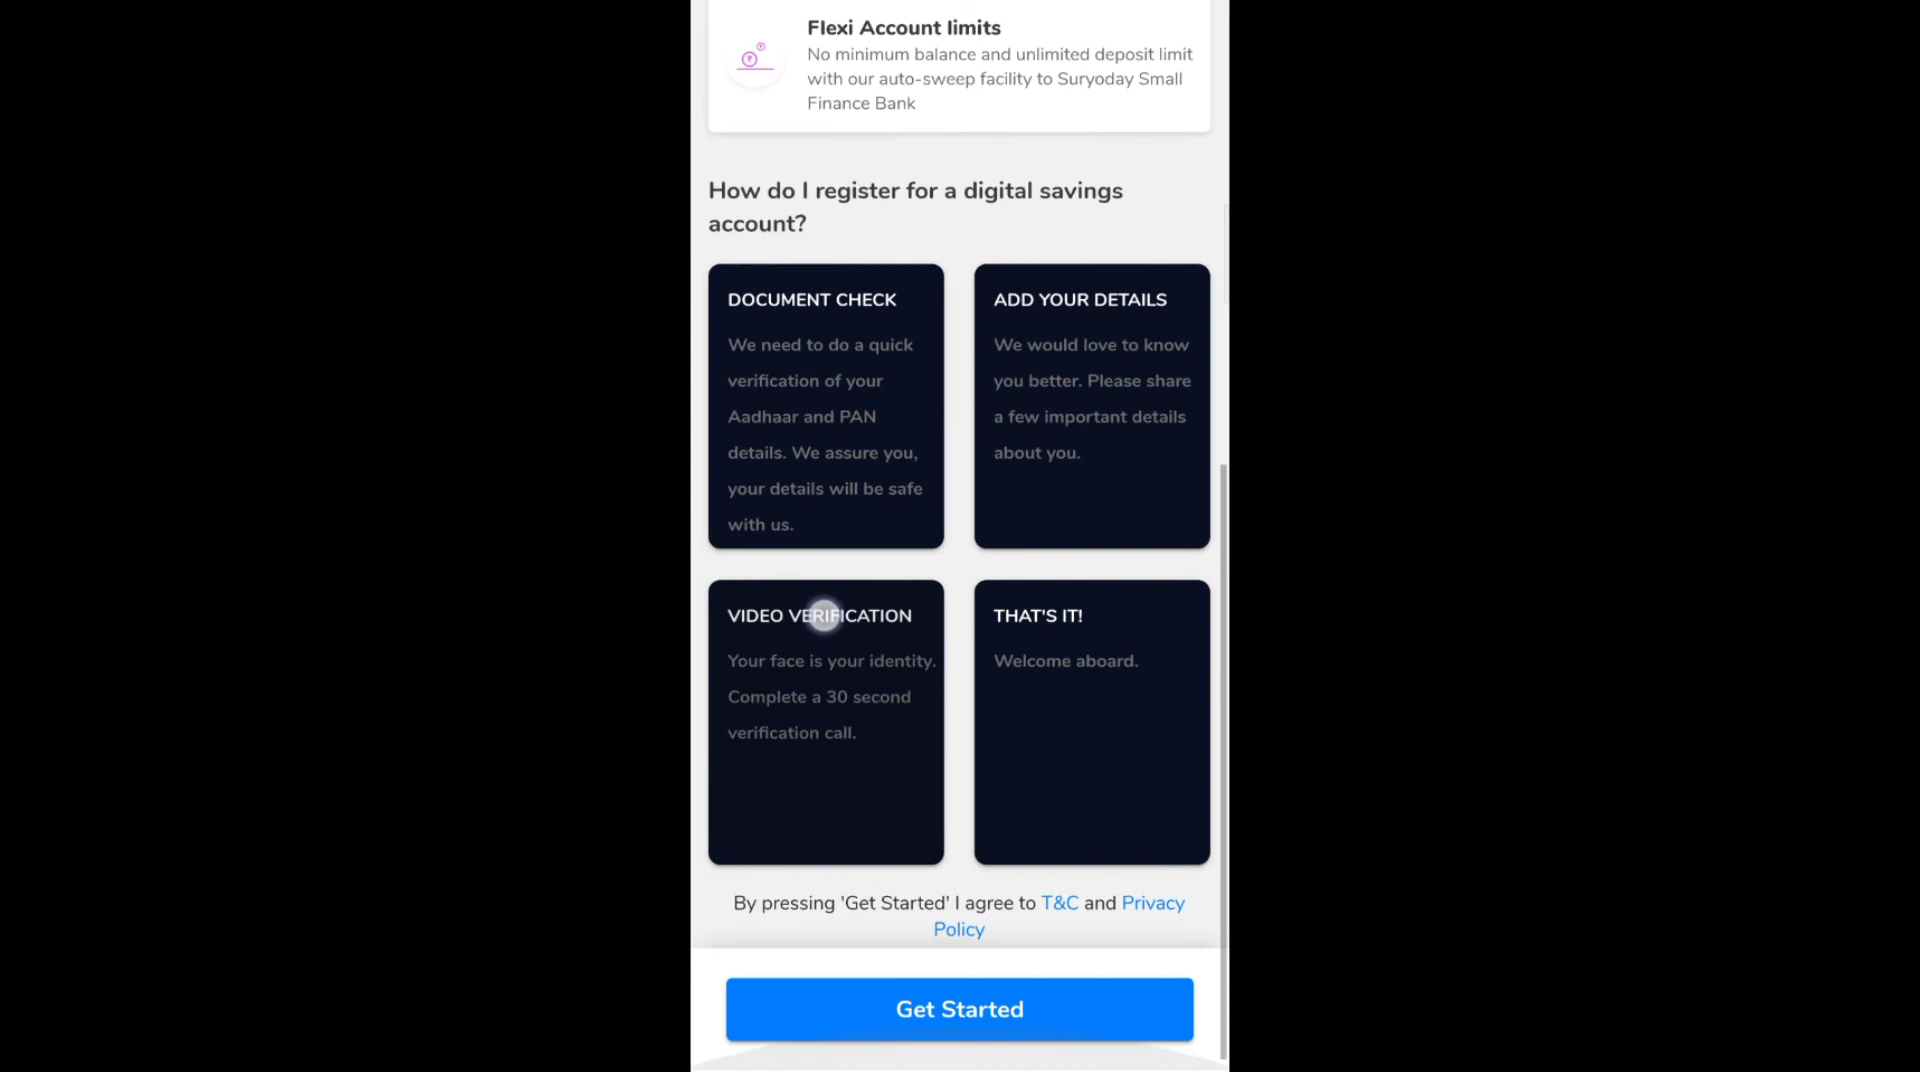 Flexi Account limits
No minimum balance and unlimited deposit limit
with our auto-sweep facility to Suryoday Small
Finance Bank
How do I register for a digital savings
account?
DOCUMENT CHECK
We need to do a quick
verification of your
Aadhaar and PAN
details. We assure you,
your details will be safe
with us.
ADD YOUR DETAILS
We would love to know
you better. Please share
a few important details
about you.
VIDEO VERIFICATION
Your face is your identity.
Complete a 30 second
verification call.
THAT'S IT!
Welcome aboard.
By pressing 'Get Started' I agree to T&C and Privacy
Policy
Get Started